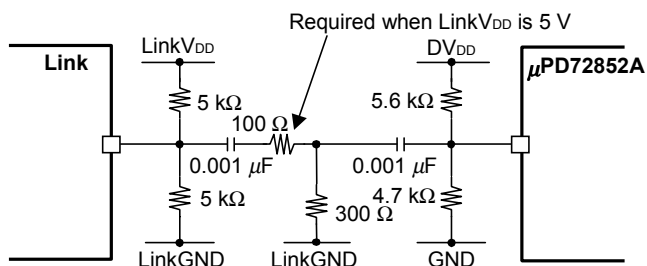 Required when LinkVDD is 5 V
LinkVDD
DVDD
Link
µPD72852A
5 kΩ
5.6 kΩ
100 Ω
0.001 µF
0.001 µF
5 kΩ
300 Ω
4.7 kΩ
LinkGND
LinkGND
GND